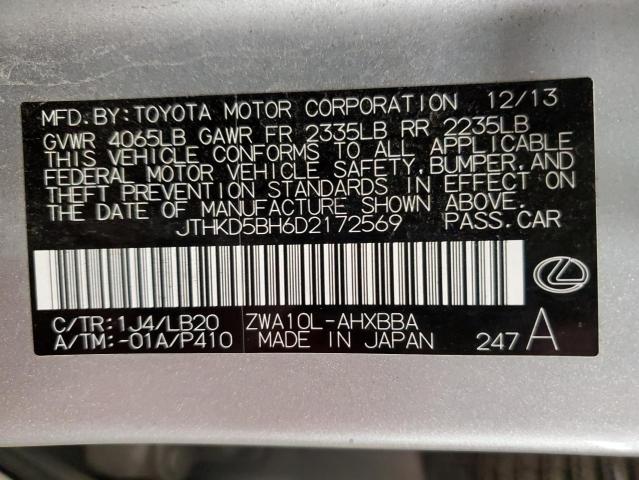 MFD.BY:TOYOTA MOTOR CORPORATION 12/13
GVWR 4065LB GAWR FR 2335LB RR 2235LB
THIS VEHICLE CONFORMS TO ALL APPLICABLE
FEDERAL MOTOR VEHICLE SAFETY,BUMPER,AND
THEFT PREVENTION STANDARDS IN EFFECT ON
THE DATE OF MANUFACTURE SHOWN ABOVE.
JTHKD5BH6D2172569 PASS.CAR
C/TR:1J4/LB20 ZWA10L-AHXBBA
A/TM:-01A/P410 MADE IN JAPAN 247 A